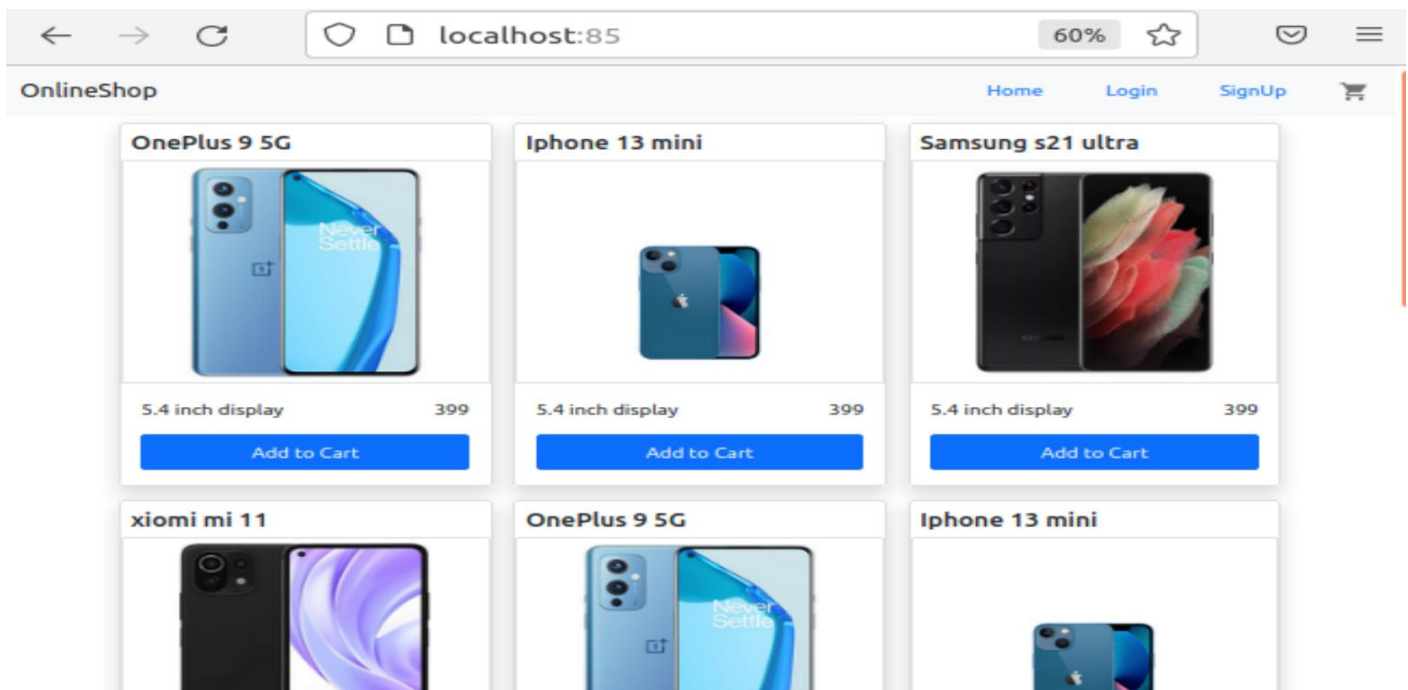 localhost:85 60%
OnlineShop Home Login SignUp
OnePlus 9 5G Iphone 13 mini Samsung s21 ultra
Never
Settle
5.4 inch display 399 5.4 inch display 399 5.4 inch display 399
Add to Cart Add to Cart Add to Cart
xiomi mi 11 OnePlus 9 5G Iphone 13 mini
Never
Settle